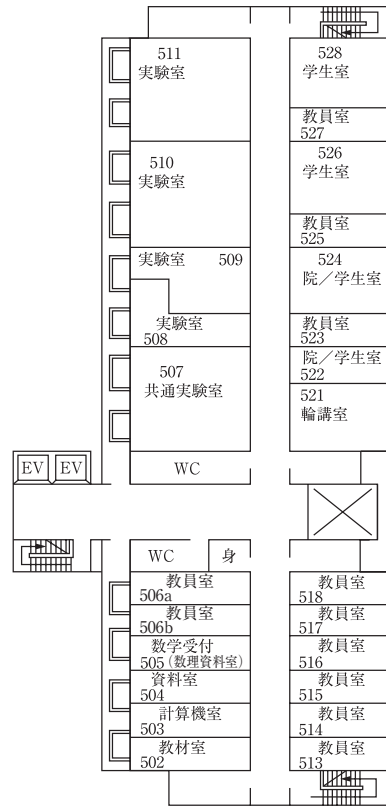 511
実験室
528
学生室
教員室
527
510
実験室
526
学生室
教員室
525
実験室 509
524
院／学生室
実験室
508
教員室
523
507
共通実験室
院／学生室
522
521
輪講室
EV EV
WC
WC 身
教員室
506a
教員室
518
教員室
506b
教員室
517
数学受付
505 (数理資料室)
教員室
516
資料室
504
教員室
515
計算機室
503
教員室
514
教材室
502
教員室
513